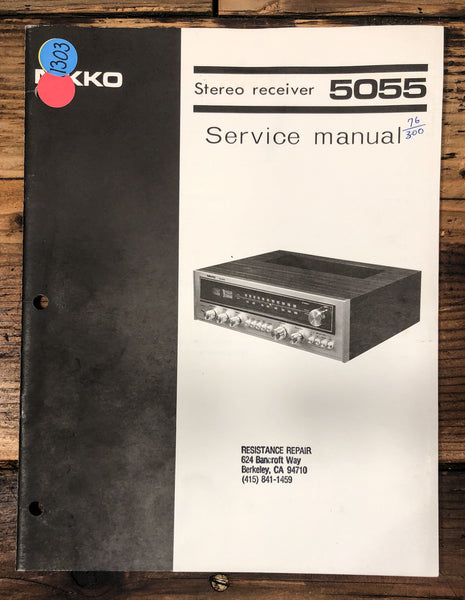 1303
NIKKO
Stereo receiver 5055
Service manual
76
300
RESISTANCE REPAIR
624 Bancroft Way
Berkeley, CA 94710
(415) 841-1459